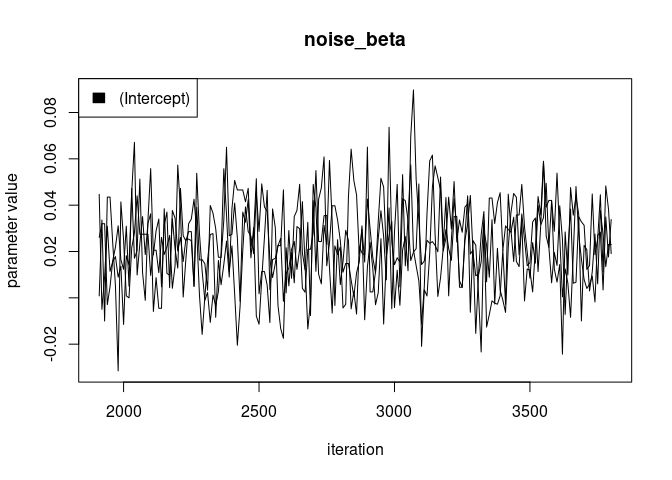 noise_beta
(Intercept)
parameter value
0.08
0.06
0.04
0.02
-0.02
2000 2500 3000 3500
iteration